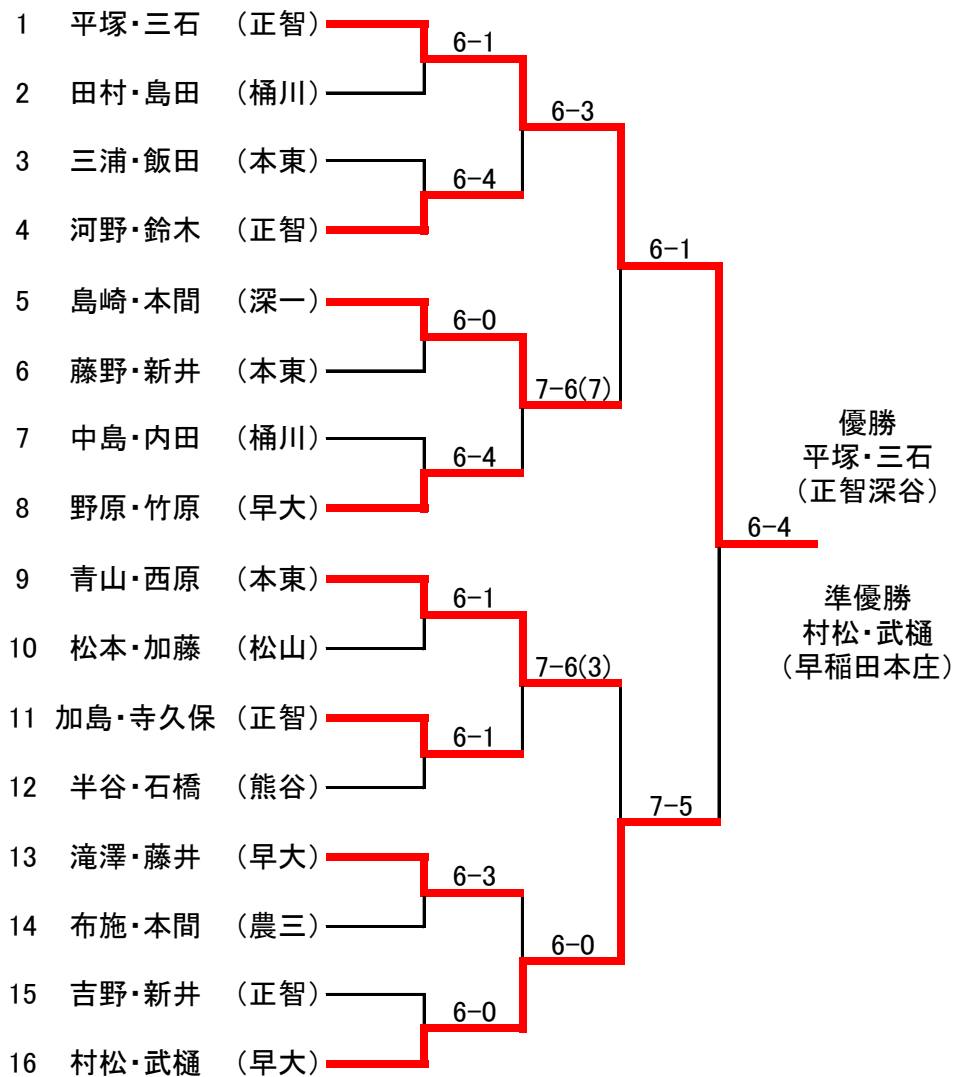 1 平塚・三石 (正智)
6-1
2 田村・島田 (桶川)
6-3
3 三浦・飯田 (本東)
6-4
4 河野・鈴木 (正智)
6-1
5 島崎・本間 (深一)
6-0
6 藤野・新井 (本東)
7-6(7)
7 中島・内田 (桶川)
6-4
8 野原・竹原 (早大)
優勝
平塚・三石
(正智深谷)
6-4
9 青山・西原 (本東)
6-1
10 松本・加藤 (松山)
7-6(3)
準優勝
村松・武樋
(早稲田本庄)
11 加島・寺久保 (正智)
6-1
12 半谷・石橋 (熊谷)
7-5
13 滝澤・藤井 (早大)
6-3
14 布施・本間 (農三)
6-0
15 吉野・新井 (正智)
6-0
16 村松・武樋 (早大)